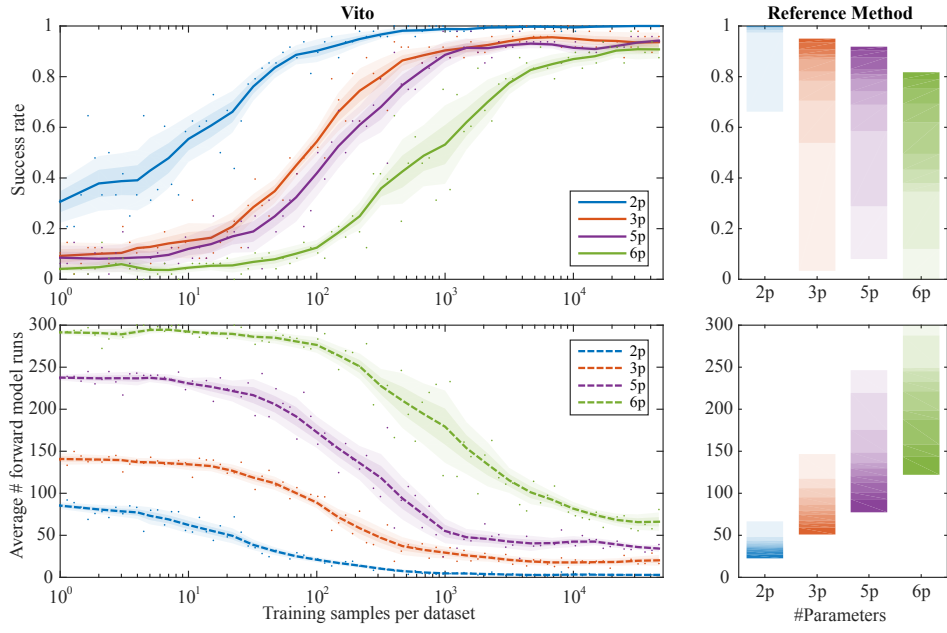 Vito
Reference Method
Success rate
1
0.8
0.6
0.4
0.2
0
10^0
10^1
10^2
10^3
10^4
2p
3p
5p
6p
1
0.8
0.6
0.4
0.2
0
2p
3p
5p
6p
Average # forward model runs
300
250
200
150
100
50
0
10^0
10^1
10^2
10^3
10^4
Training samples per dataset
2p
3p
5p
6p
300
250
200
150
100
50
0
2p
3p
5p
6p
#Parameters